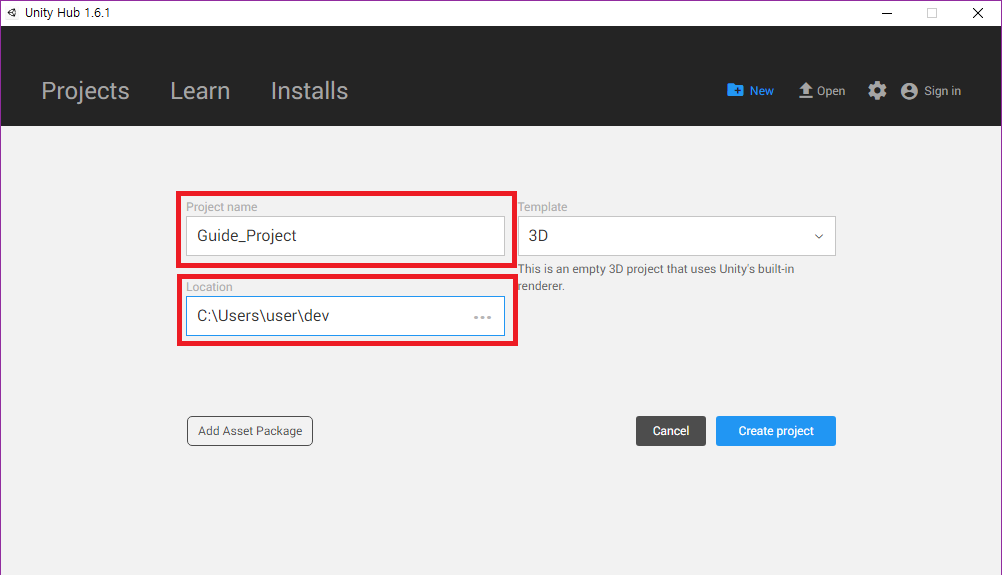 Unity Hub 1.6.1
Projects Learn Installs New Open Sign in
Project name
Guide_Project
Template
3D
This is an empty 3D project that uses Unity's built-in
renderer.
Location
C:\Users\user\dev
Add Asset Package
Cancel
Create project